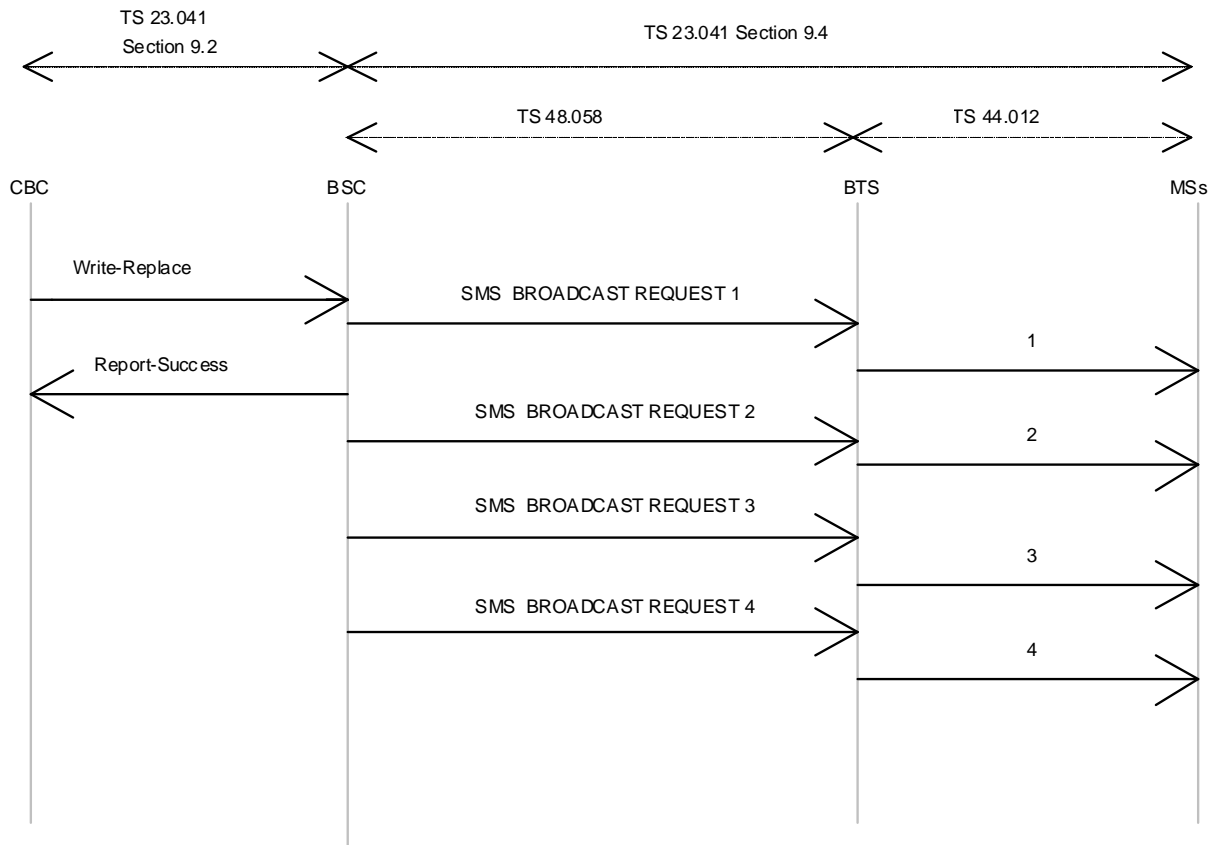 TS 23.041
Section 9.2
TS 23.041 Section 9.4
TS 48.058
TS 44.012
CBC
BSC
BTS
MSs
Write-Replace
SMS BROADCAST REQUEST 1
1
Report-Success
SMS BROADCAST REQUEST 2
2
SMS BROADCAST REQUEST 3
3
SMS BROADCAST REQUEST 4
4